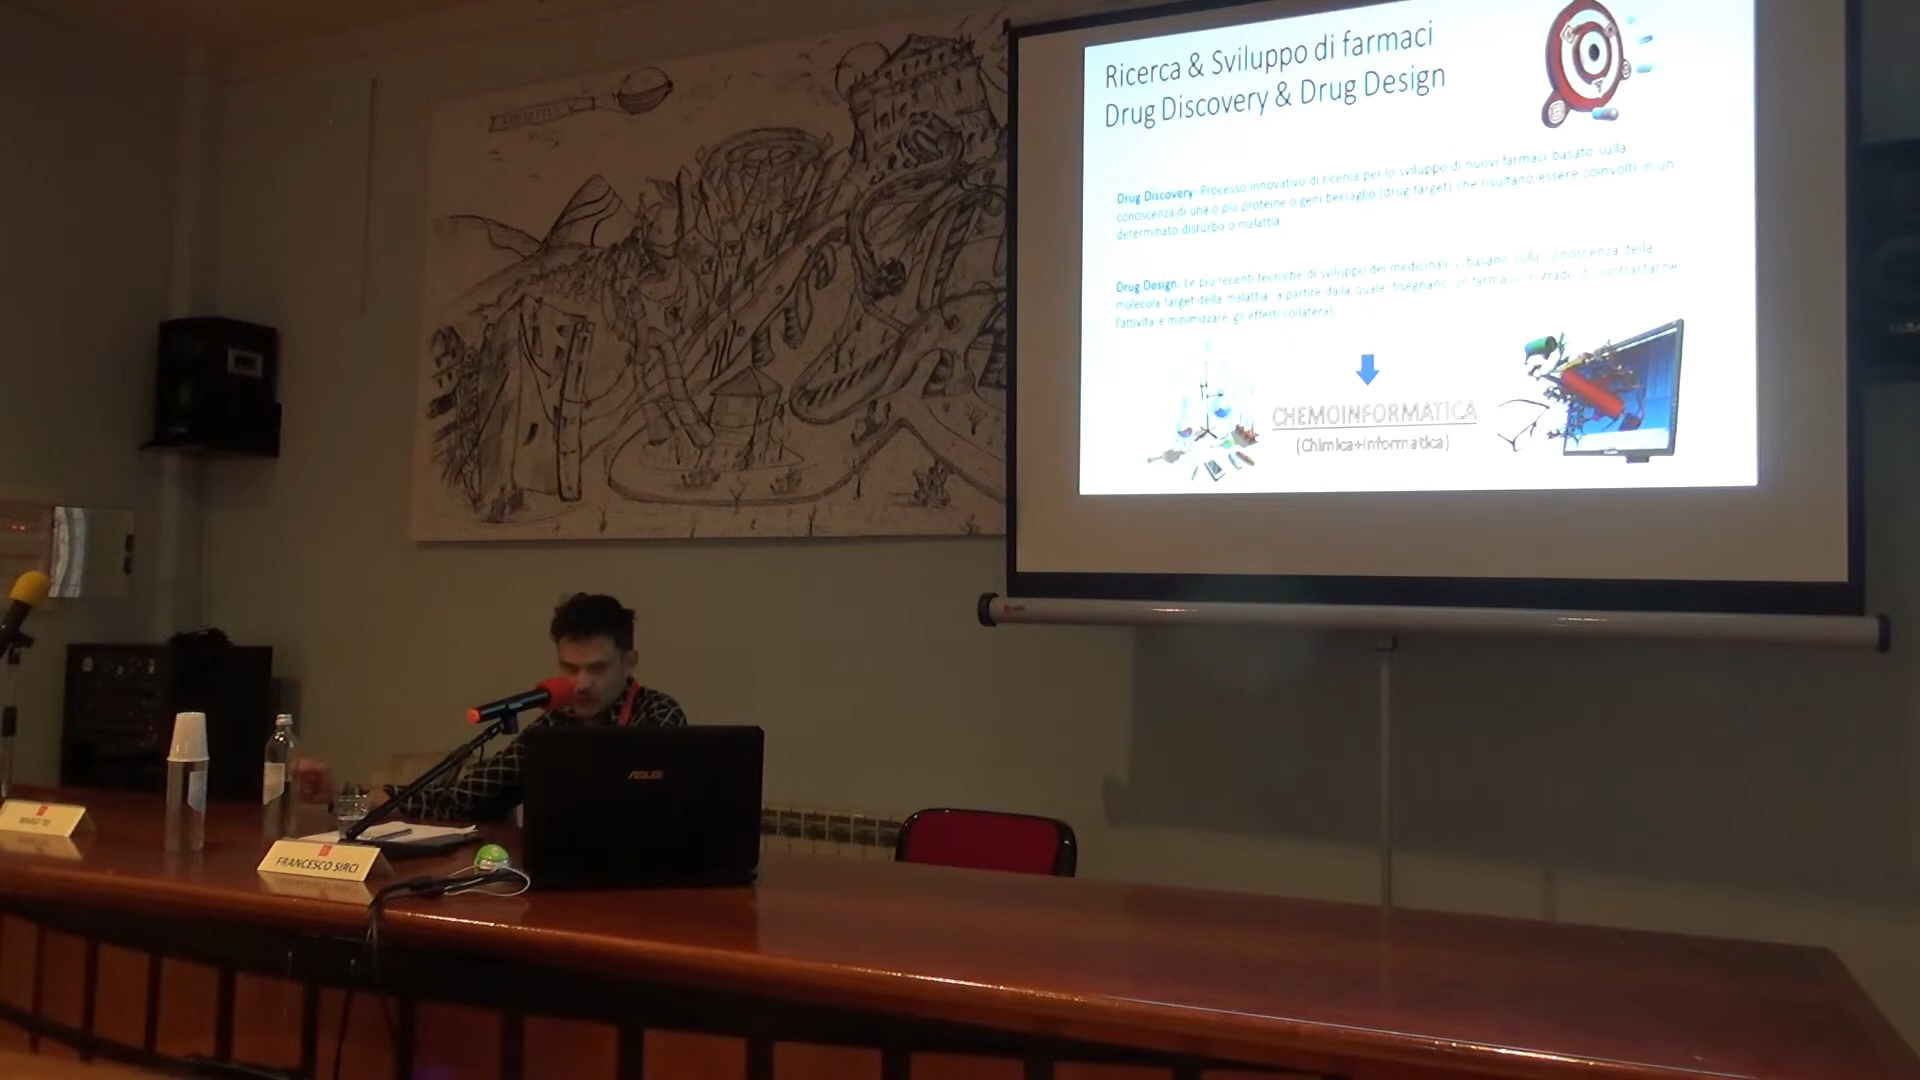 Ricerca & Sviluppo di farmaci
Drug Discovery & Drug Design
Drug Discovery: Processo innovativo di ricerca per lo sviluppo di nuovi farmaci basato sulla
conoscenza di una o più proteine o geni bersaglio (drug target) che risultano essere coinvolti in un
determinato disturbo o malattia
Drug Design: Le più recenti tecniche di sviluppo dei medicinali si basano sulla conoscenza della
molecola target della malattia, a partire dalla quale disegnano un farmaco in grado di contrastarne
l'attività e minimizzare gli effetti collaterali
CHEMOINFORMATICA
(Chimica+informatica)
ASUS
FRANCESCO SIRCI